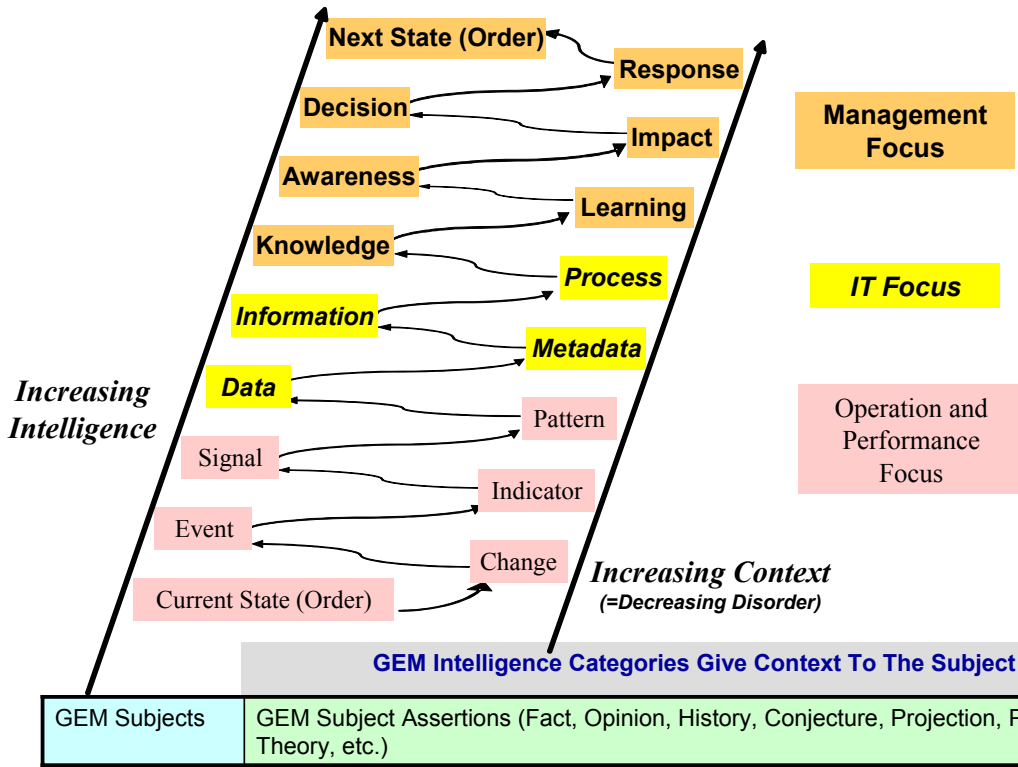 Next State (Order)
Response
Decision
Impact
Management
Focus
Awareness
Learning
Knowledge
Process
IT Focus
Information
Metadata
Data
Increasing
Intelligence
Pattern
Operation and
Performance
Focus
Signal
Indicator
Event
Change
Increasing Context
(=Decreasing Disorder)
Current State (Order)
GEM Intelligence Categories Give Context To The Subject
GEM Subjects
GEM Subject Assertions (Fact, Opinion, History, Conjecture, Projection,
Theory, etc.)